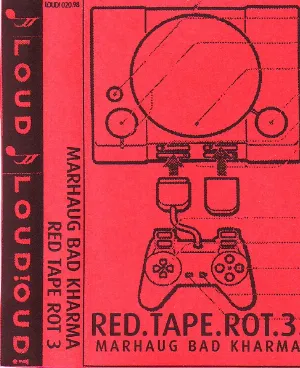 LOUD! 020.98
LOUD
LOUD!OUD!
MARHAUG BAD KHARMA
RED TAPE ROT 3
RED.TAPE.ROT.3
MARHAUG BAD KHARMA